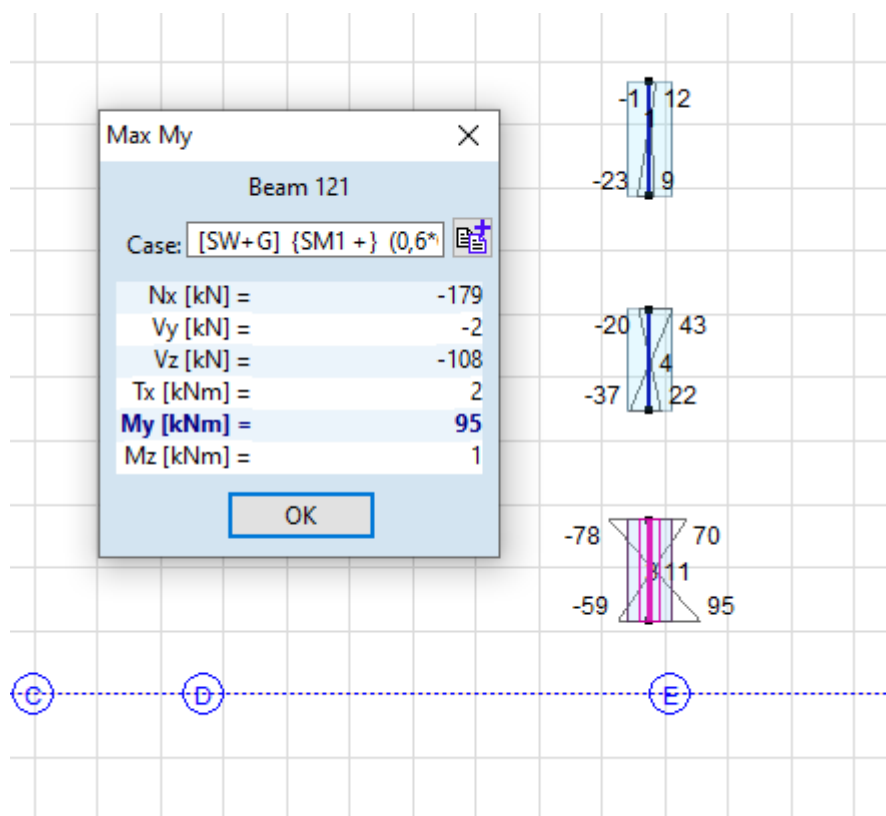 Max My
Beam 121
Case: [SW+G] {SM1 +} (0,6*
Nx [kN] = -179
Vy [kN] = -2
Vz [kN] = -108
Tx [kNm] = 2
My [kNm] = 95
Mz [kNm] = 1
OK
-1 12
-23 9
-20 43
4
-37 22
-78 70
11
-59 95
C D E